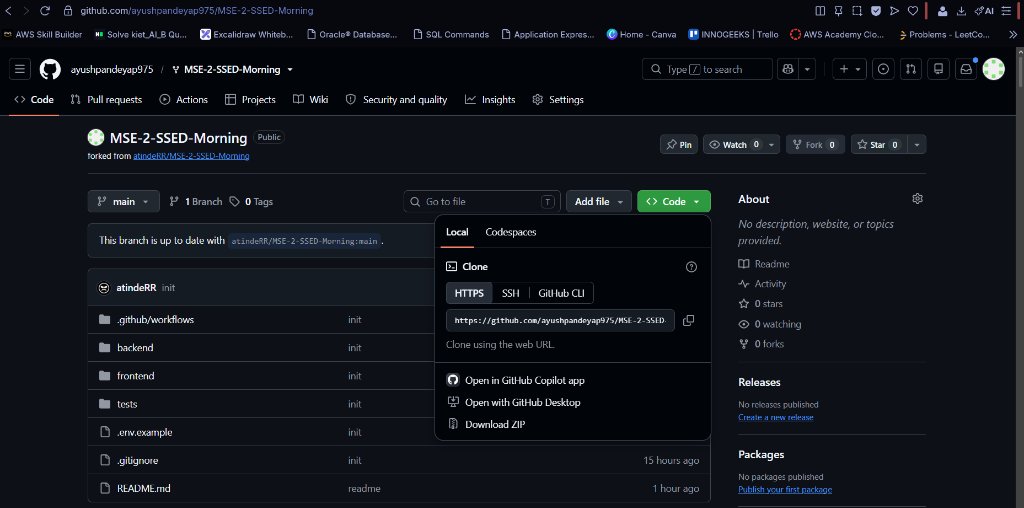 github.com/ayushpandeyap975/MSE-2-SSED-Morning
AI
AWS Skill Builder
Solve kiet_AI_B Qu...
Excalidraw Whiteb...
Oracle® Database...
SQL Commands
Application Expres...
Home - Canva
INNOGEEKS | Trello
AWS Academy Clo...
Problems - LeetCo...
ayushpandeyap975 / MSE-2-SSED-Morning
Type / to search
Code
Pull requests
Actions
Projects
Wiki
Security and quality
Insights
Settings
MSE-2-SSED-Morning Public
forked from atindeRR/MSE-2-SSED-Morning
Pin
Watch 0
Fork 0
Star 0
main
1 Branch
0 Tags
Go to file T
Add file
Code
This branch is up to date with atindeRR/MSE-2-SSED-Morning:main .
atindeRR init
.github/workflows init
backend init
frontend init
tests init
.env.example init
.gitignore init 15 hours ago
README.md readme 1 hour ago
Local
Codespaces
Clone
HTTPS
SSH
GitHub CLI
https://github.com/ayushpandeyap975/MSE-2-SSED-
Clone using the web URL.
Open in GitHub Copilot app
Open with GitHub Desktop
Download ZIP
About
No description, website, or topics
provided.
Readme
Activity
0 stars
0 watching
0 forks
Releases
No releases published
Create a new release
Packages
No packages published
Publish your first package